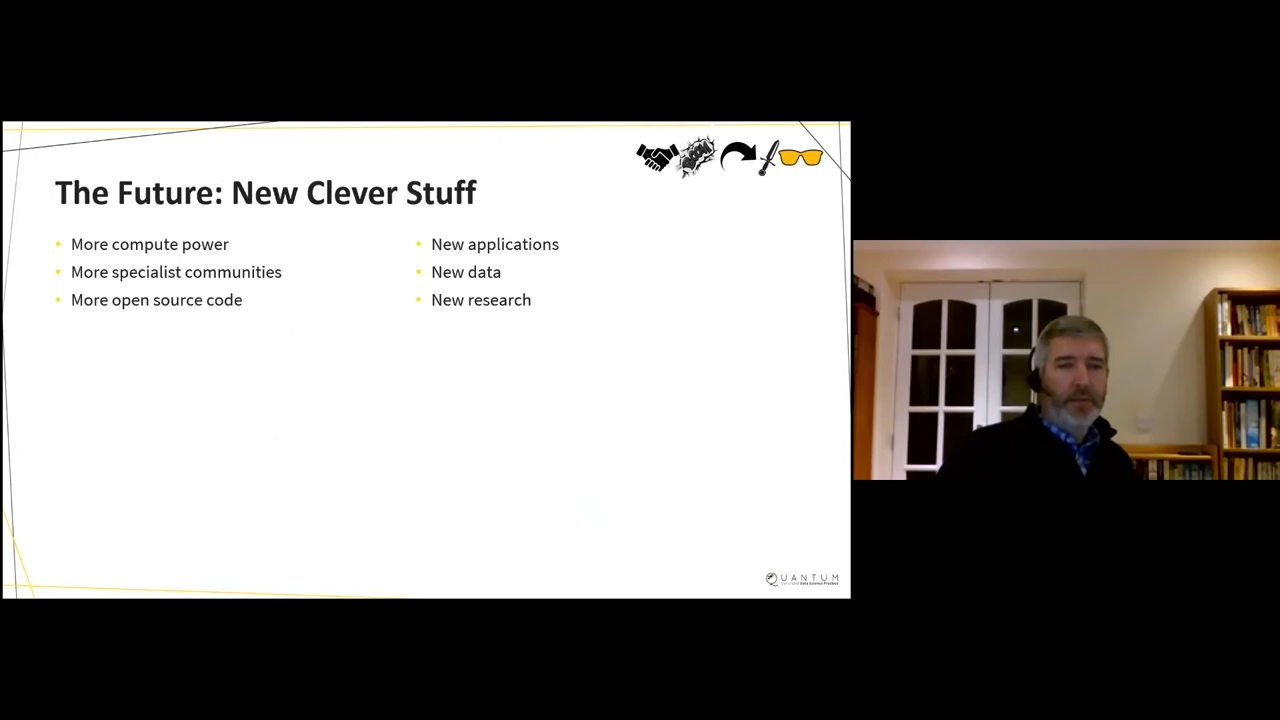 The Future: New Clever Stuff
More compute power
More specialist communities
More open source code
New applications
New data
New research
QUANTUM